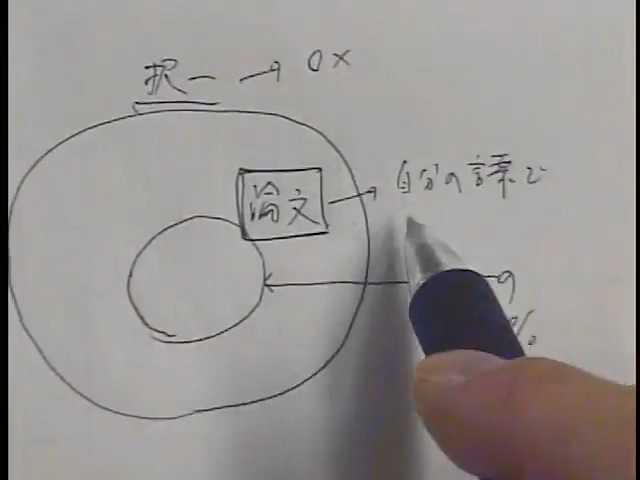 択一 → ○×
論文 → 自分の言葉で